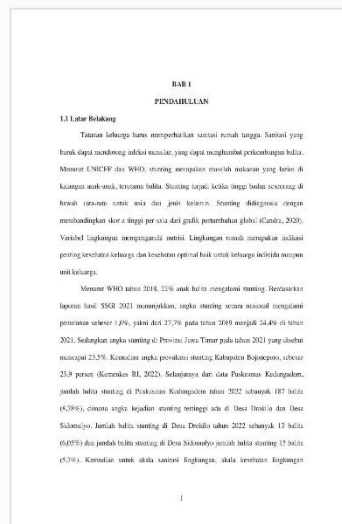 BAB 1
PENDAHULUAN
1.1 Latar Belakang
Tatanan keluarga harus memperhatikan sanitasi rumah tangga. Sanitasi yang
buruk dapat mendorong infeksi menular, yang dapat menghambat perkembangan balita.
Menurut UNICEF dan WHO, stunting merupakan masalah makanan yang serius di
kalangan anak-anak, terutama balita. Stunting terjadi ketika tinggi badan seseorang di
bawah rata-rata untuk usia dan jenis kelamin. Stunting didiagnosis dengan
membandingkan skor z tinggi per usia dari grafik pertumbuhan global (Candra, 2020).
Variabel lingkungan mempengaruhi nutrisi. Lingkungan rumah merupakan indikasi
penting kesehatan keluarga dan kesehatan optimal baik untuk keluarga individu maupun
unit keluarga.
Menurut WHO tahun 2018, 22% anak balita mengalami stunting. Berdasarkan
laporan hasil SSGI 2021 menunjukkan, angka stunting secara nasional mengalami
penurunan sebesar 1,6%, yakni dari 27,7% pada tahun 2019 menjadi 24,4% di tahun
2021. Sedangkan angka stunting di Provinsi Jawa Timur pada tahun 2021 yang disebut
mencapai 23,5%. Kemudian angka prevalensi stunting Kabupaten Bojonegoro, sebesar
23,9 persen (Kemenkes RI, 2022). Selanjutnya dari data Puskesmas Kedungadem,
jumlah balita stunting di Puskesmas Kedungadem tahun 2022 sebanyak 187 balita
(8,78%), dimana angka kejadian stunting tertinggi ada di Desa Drokilo dan Desa
Sidomulyo. Jumlah balita stunting di Desa Drokilo tahun 2022 sebanyak 13 balita
(6,05%) dan jumlah balita stunting di Desa Sidomulyo jumlah balita stunting 15 balita
(5,7%). Kemudian untuk skala sanitasi lingkungan, skala kesehatan lingkungan
1